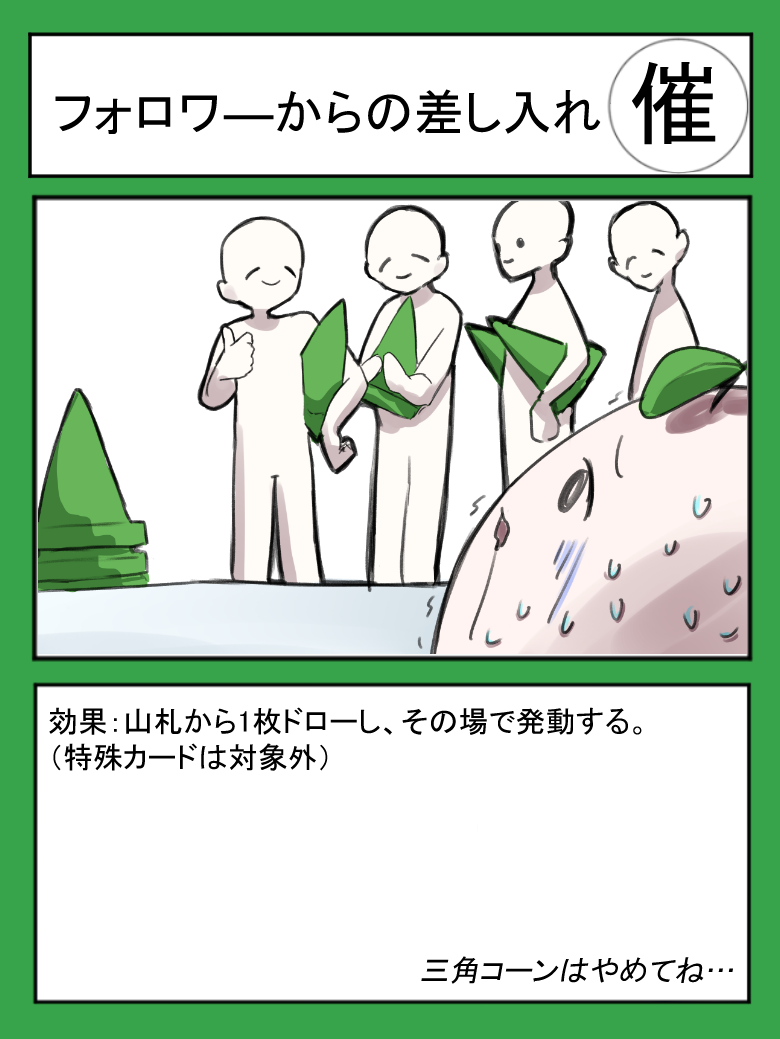 フォロワ―からの差し入れ 催
効果：山札から1枚ドローし、その場で発動する。
（特殊カードは対象外）
三角コーンはやめてね…